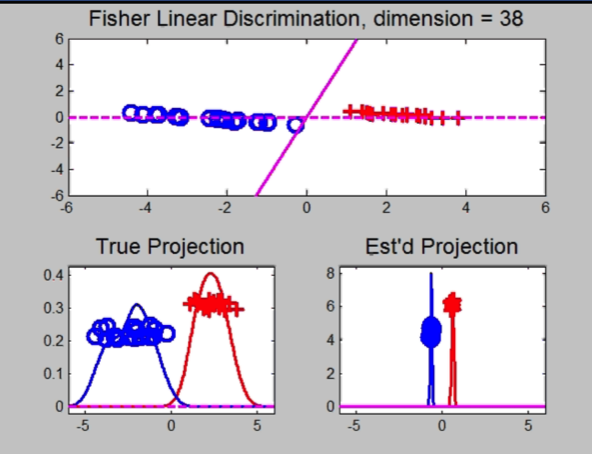 Fisher Linear Discrimination, dimension = 38
6
4
2
0
-2
-4
-6
-6 -4 -2 0 2 4 6
True Projection
0.4
0.3
0.2
0.1
0
-5 0 5
Est'd Projection
8
6
4
2
0
-5 0 5